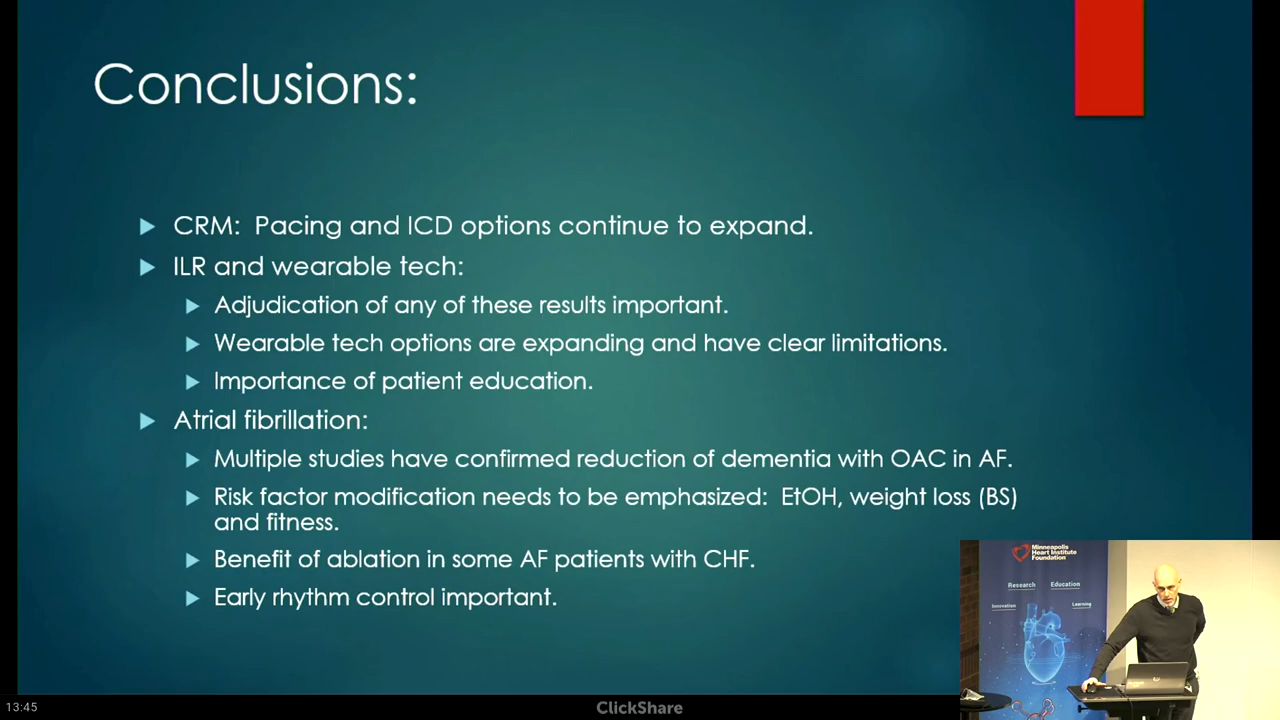 Conclusions:
CRM: Pacing and ICD options continue to expand.
ILR and wearable tech:
Adjudication of any of these results important.
Wearable tech options are expanding and have clear limitations.
Importance of patient education.
Atrial fibrillation:
Multiple studies have confirmed reduction of dementia with OAC in AF.
Risk factor modification needs to be emphasized: EtOH, weight loss (BS)
and fitness.
Benefit of ablation in some AF patients with CHF.
Early rhythm control important.
Minneapolis
Heart Institute
Foundation
Research Education
Innovation Learning
13:45
ClickShare